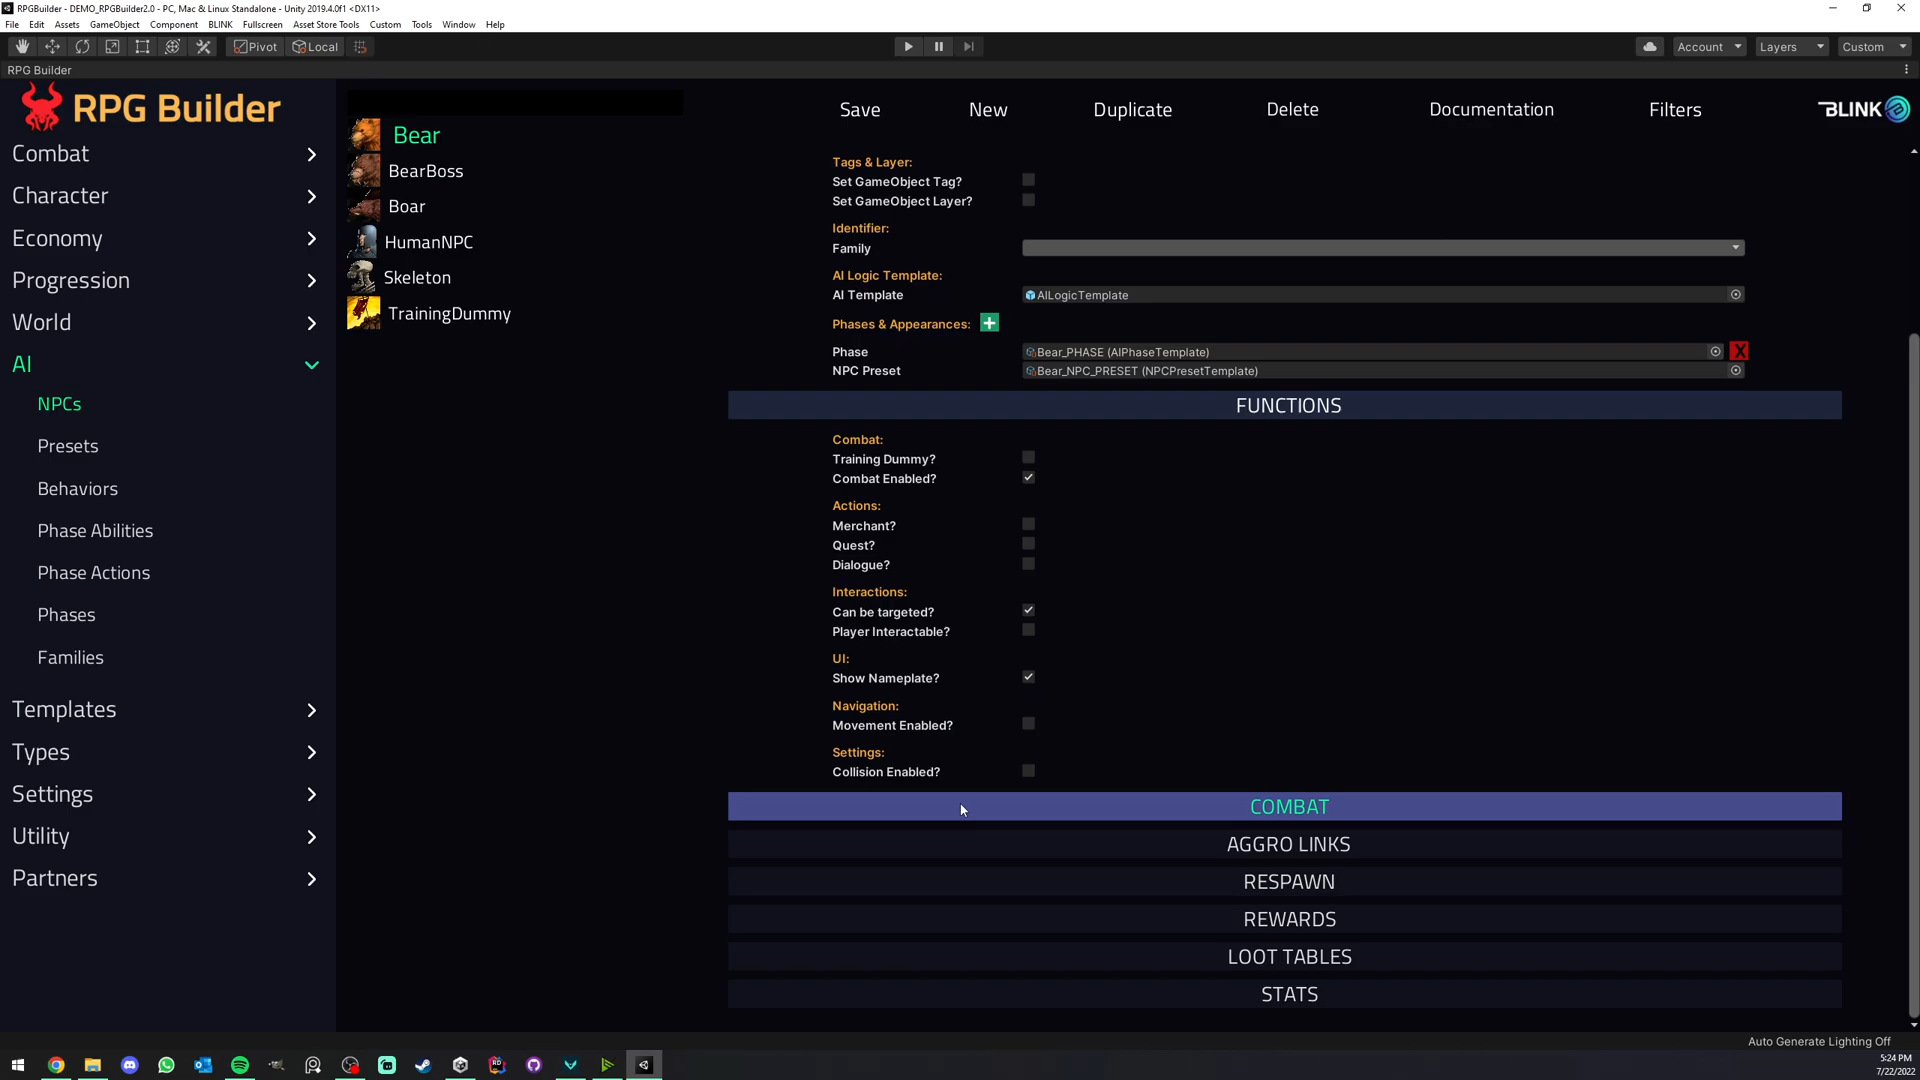 RPGBuilder - DEMO_RPGBuilder2.0 - PC, Mac & Linux Standalone - Unity 2019.4.0f1 <DX11>
File Edit Assets GameObject Component BLINK Fullscreen Asset Store Tools Custom Tools Window Help
Pivot Local Account Layers Custom
RPG Builder
RPG Builder
Save New Duplicate Delete Documentation Filters BLINK
Combat
Character
Economy
Progression
World
AI
NPCs
Presets
Behaviors
Phase Abilities
Phase Actions
Phases
Families
Templates
Types
Settings
Utility
Partners
Bear
BearBoss
Boar
HumanNPC
Skeleton
TrainingDummy
Tags & Layer:
Set GameObject Tag?
Set GameObject Layer?
Identifier:
Family
AI Logic Template:
AI Template AILogicTemplate
Phases & Appearances:
Phase Bear_PHASE (AIPhaseTemplate) X
NPC Preset Bear_NPC_PRESET (NPCPresetTemplate)
FUNCTIONS
Combat:
Training Dummy?
Combat Enabled?
Actions:
Merchant?
Quest?
Dialogue?
Interactions:
Can be targeted?
Player Interactable?
UI:
Show Nameplate?
Navigation:
Movement Enabled?
Settings:
Collision Enabled?
COMBAT
AGGRO LINKS
RESPAWN
REWARDS
LOOT TABLES
STATS
Auto Generate Lighting Off
5:24 PM
7/22/2022